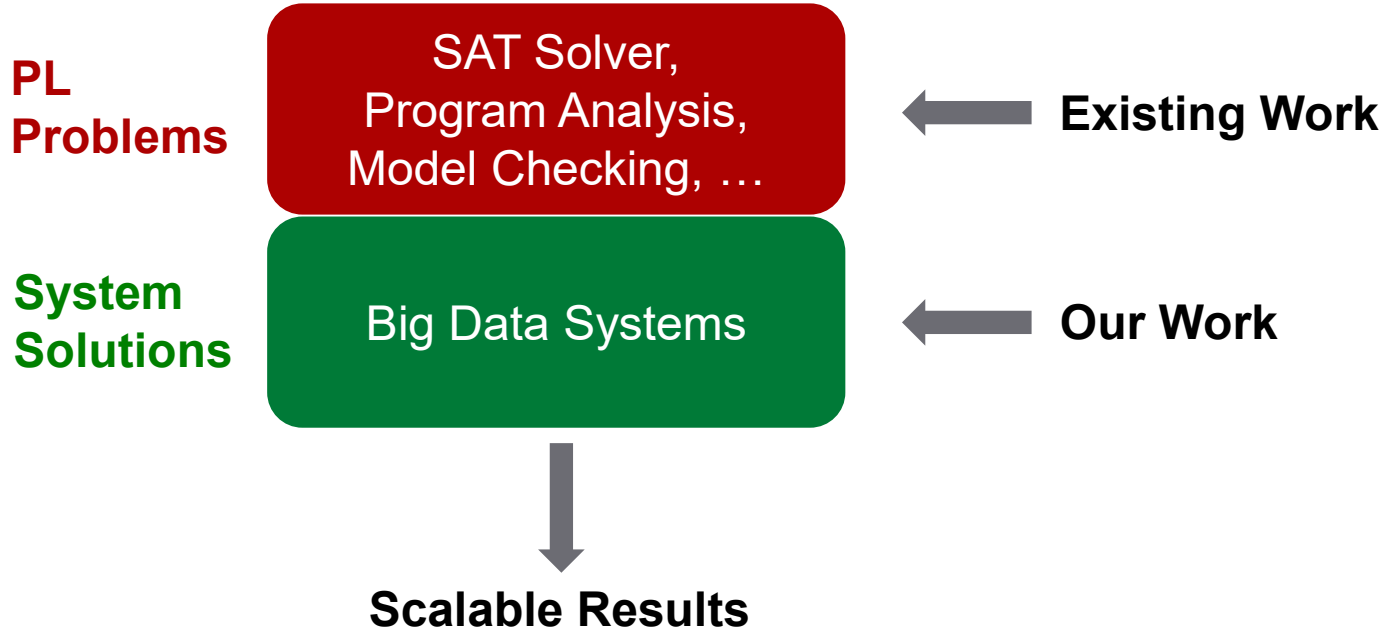 PL
Problems
SAT Solver,
Program Analysis,
Model Checking, …
Existing Work
System
Solutions
Big Data Systems
Our Work
Scalable Results